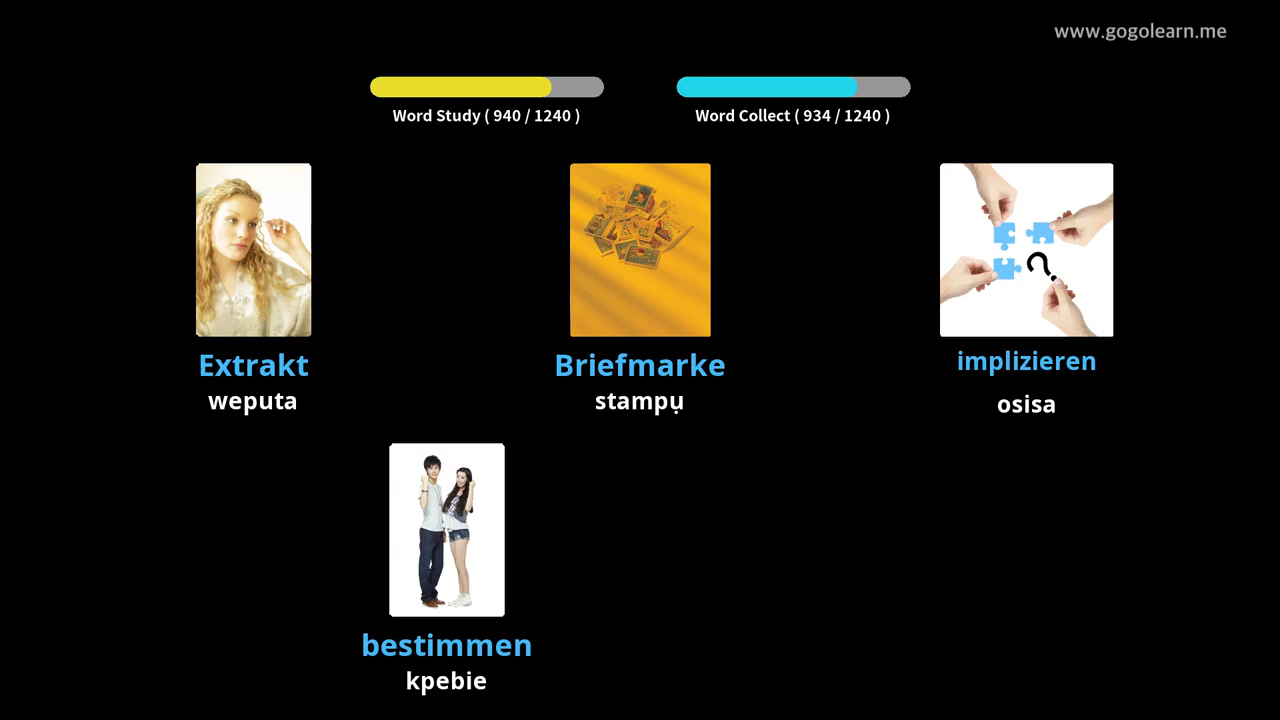 www.gogolearn.me
Word Study ( 940 / 1240 )
Word Collect ( 934 / 1240 )
Extrakt
weputa
Briefmarke
stampụ
implizieren
osisa
bestimmen
kpebie